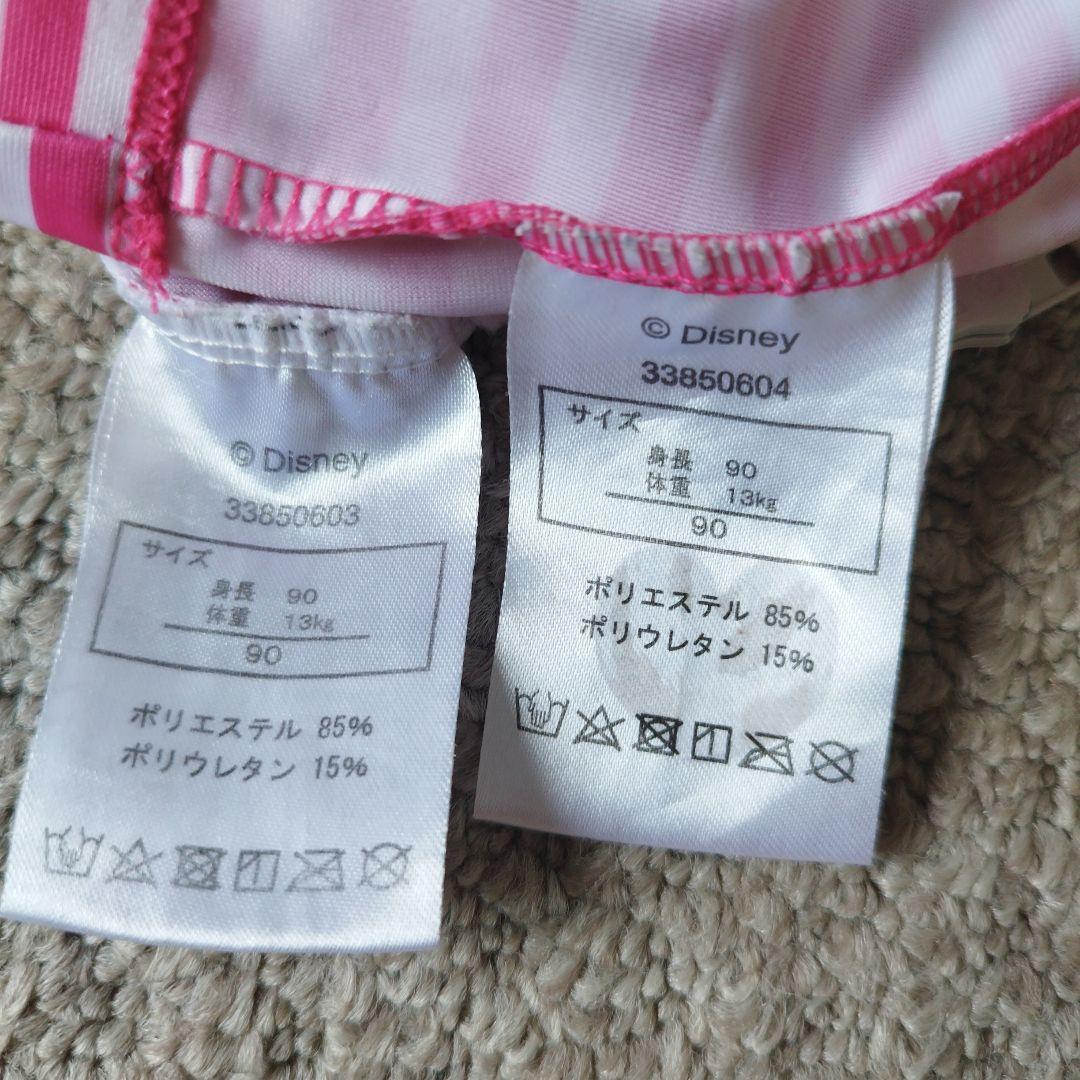 © Disney
33850603
サイズ
身長 90
体重 13kg
90
ポリエステル 85%
ポリウレタン 15%
© Disney
33850604
サイズ
身長 90
体重 13kg
90
ポリエステル 85%
ポリウレタン 15%